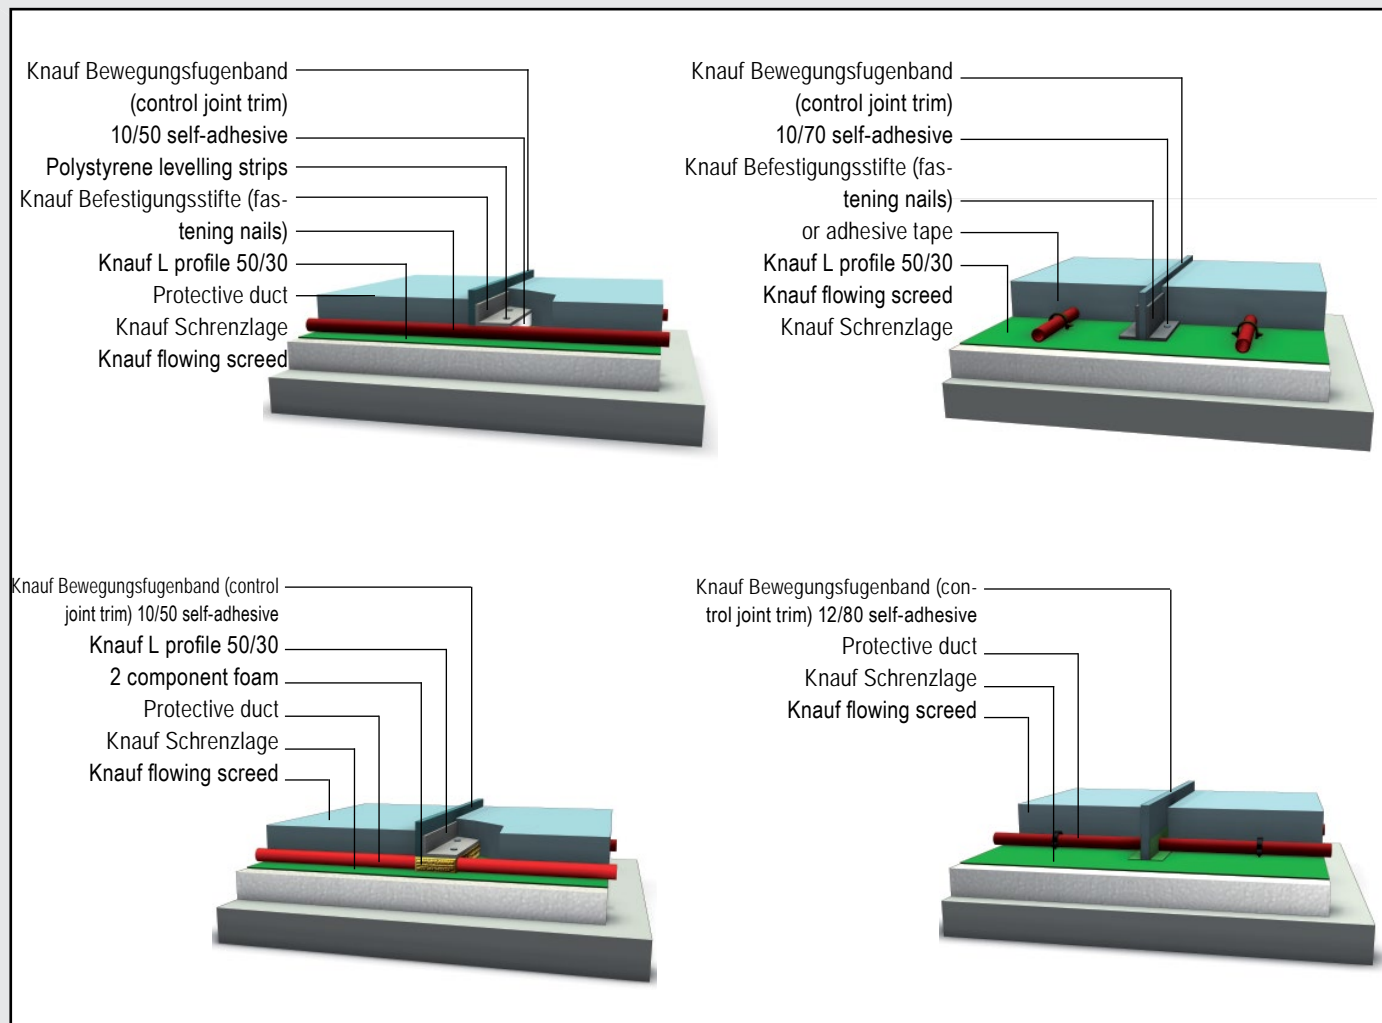 Knauf Bewegungsfugenband
(control joint trim)
10/50 self-adhesive
Polystyrene levelling strips
Knauf Befestigungsstifte (fas-
tening nails)
Knauf L profile 50/30
Protective duct
Knauf Schrenzlage
Knauf flowing screed
Knauf Bewegungsfugenband
(control joint trim)
10/70 self-adhesive
Knauf Befestigungsstifte (fas-
tening nails)
or adhesive tape
Knauf L profile 50/30
Knauf flowing screed
Knauf Schrenzlage
Knauf Bewegungsfugenband (control
joint trim) 10/50 self-adhesive
Knauf L profile 50/30
2 component foam
Protective duct
Knauf Schrenzlage
Knauf flowing screed
Knauf Bewegungsfugenband (con-
trol joint trim) 12/80 self-adhesive
Protective duct
Knauf Schrenzlage
Knauf flowing screed